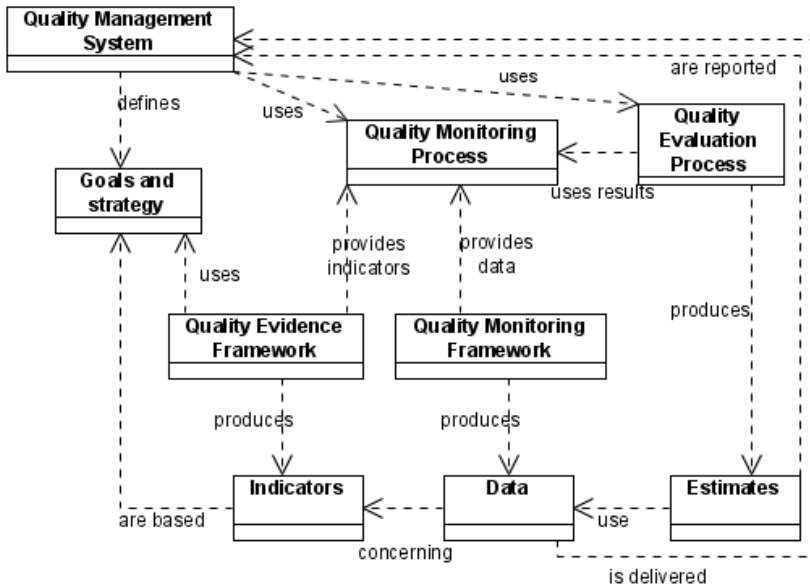 Quality Management
System
are reported
uses
defines
uses
Quality Monitoring
Process
Quality
Evaluation
Process
Goals and
strategy
uses results
provides
indicators
provides
data
uses
produces
Quality Evidence
Framework
Quality Monitoring
Framework
produces
produces
Indicators
Data
Estimates
are based
use
concerning
is delivered